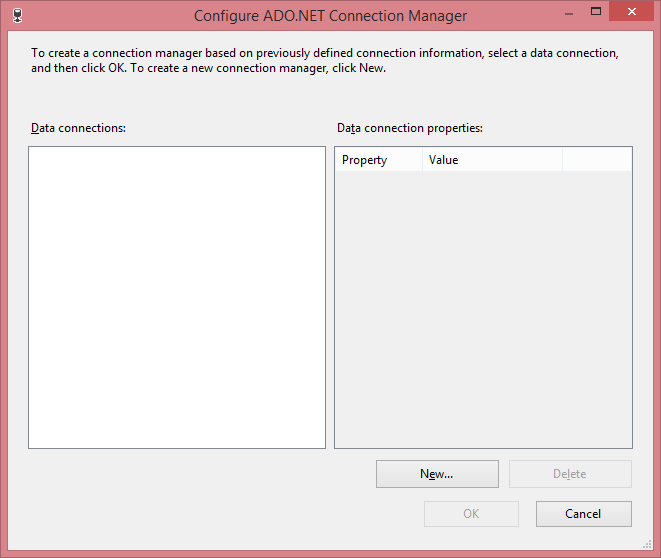 Configure ADO.NET Connection Manager
To create a connection manager based on previously defined connection information, select a data connection,
and then click OK. To create a new connection manager, click New.
Data connections:
Data connection properties:
Property Value
New... Delete
OK Cancel